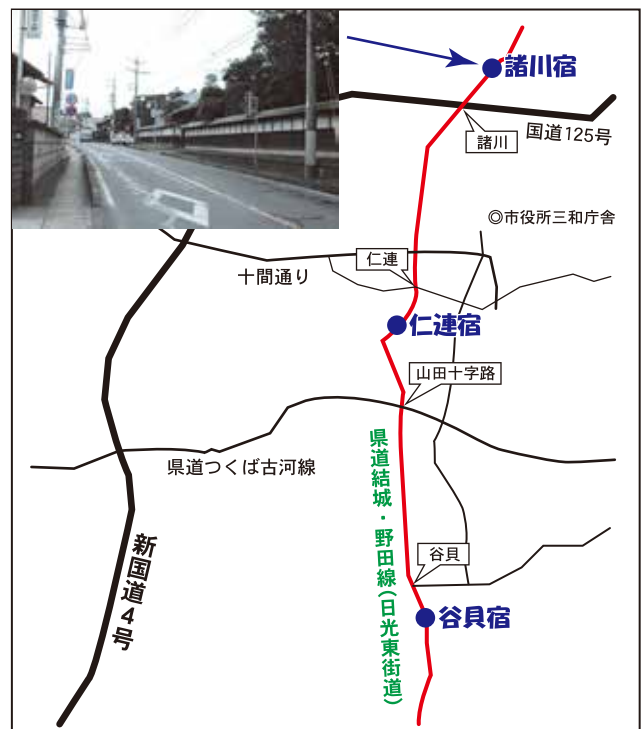 諸川宿
国道125号
諸川
◎市役所三和庁舎
仁連
十間通り
仁連宿
山田十字路
県道つくば古河線
県道結城・野田線(日光東街道)
谷貝
新国道4号
谷貝宿